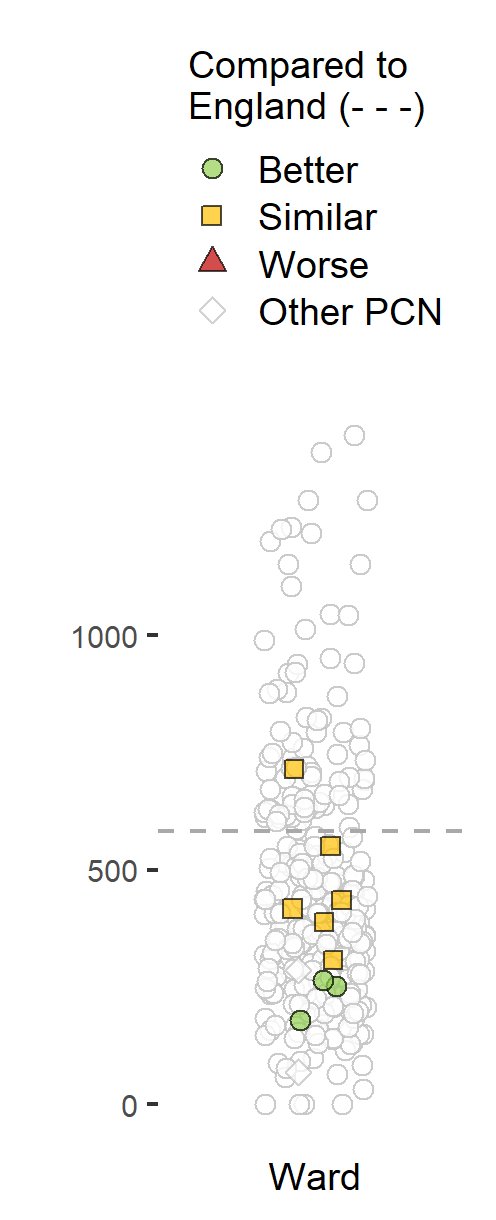 Compared to
England (- - -)
Better
Similar
Worse
Other PCN
1000
500
0
Ward